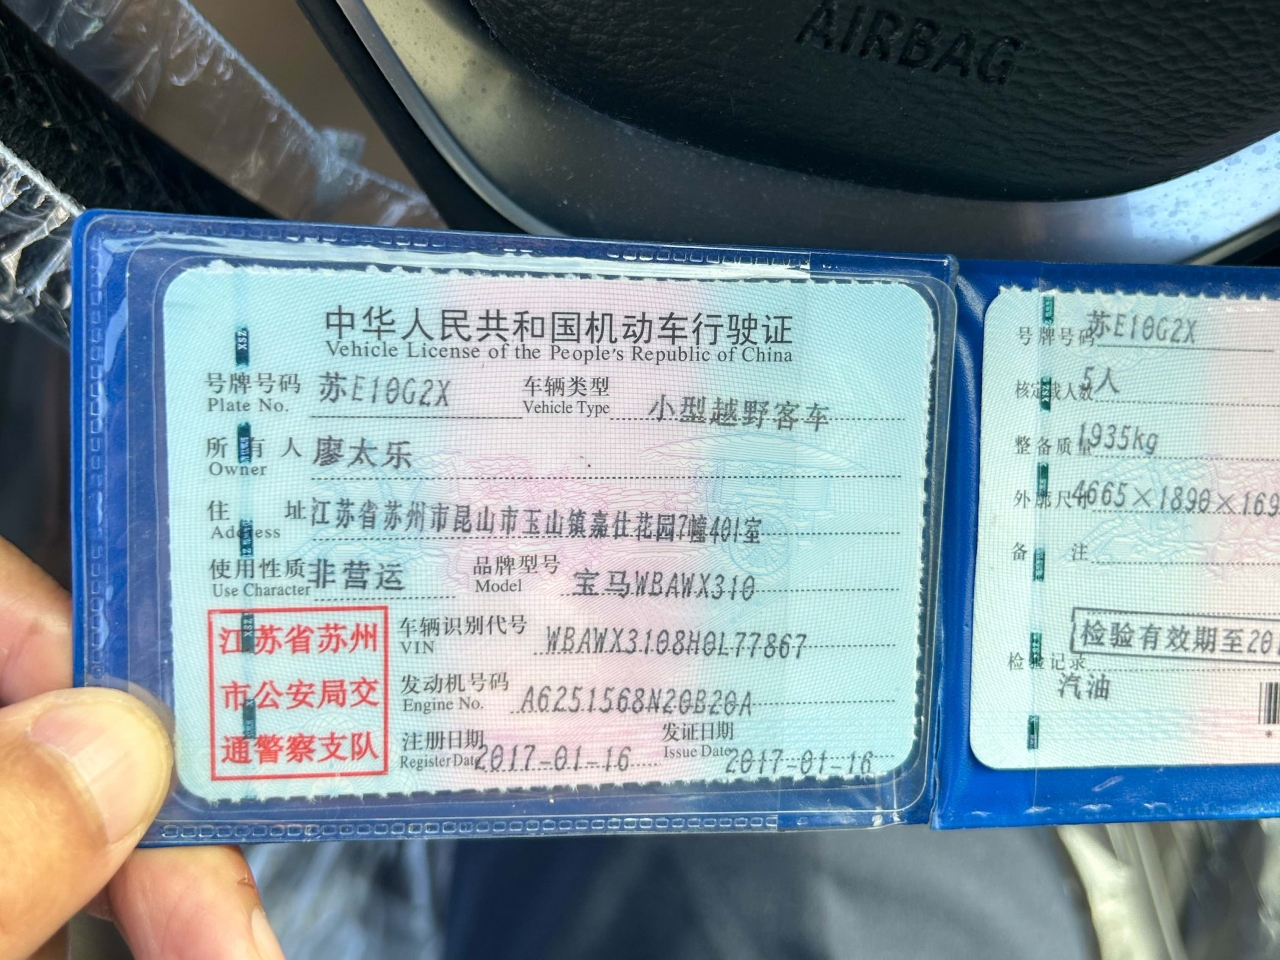 AIRBAG
中华人民共和国机动车行驶证
Vehicle License of the People's Republic of China
号牌号码 苏E10G2X 车辆类型 小型越野客车
Plate No. Vehicle Type
所有人 廖太乐
Owner
住址 江苏省苏州市昆山市玉山镇嘉仕花园7幢401室
Address
使用性质 非营运 品牌型号 宝马WBAWX310
Use Character Model
江苏省苏州
市公安局交
通警察支队
车辆识别代号 WBAWX3108H0L77867
VIN
发动机号码 A6251568N20B20A
Engine No.
注册日期 2017-01-16 发证日期 2017-01-16
Register Date Issue Date
号牌号码 苏E10G2X
核定载人数 5人
整备质量 1935kg
外廓尺寸 4665×1890×169
备注
检验有效期至201
检验记录
汽油
*